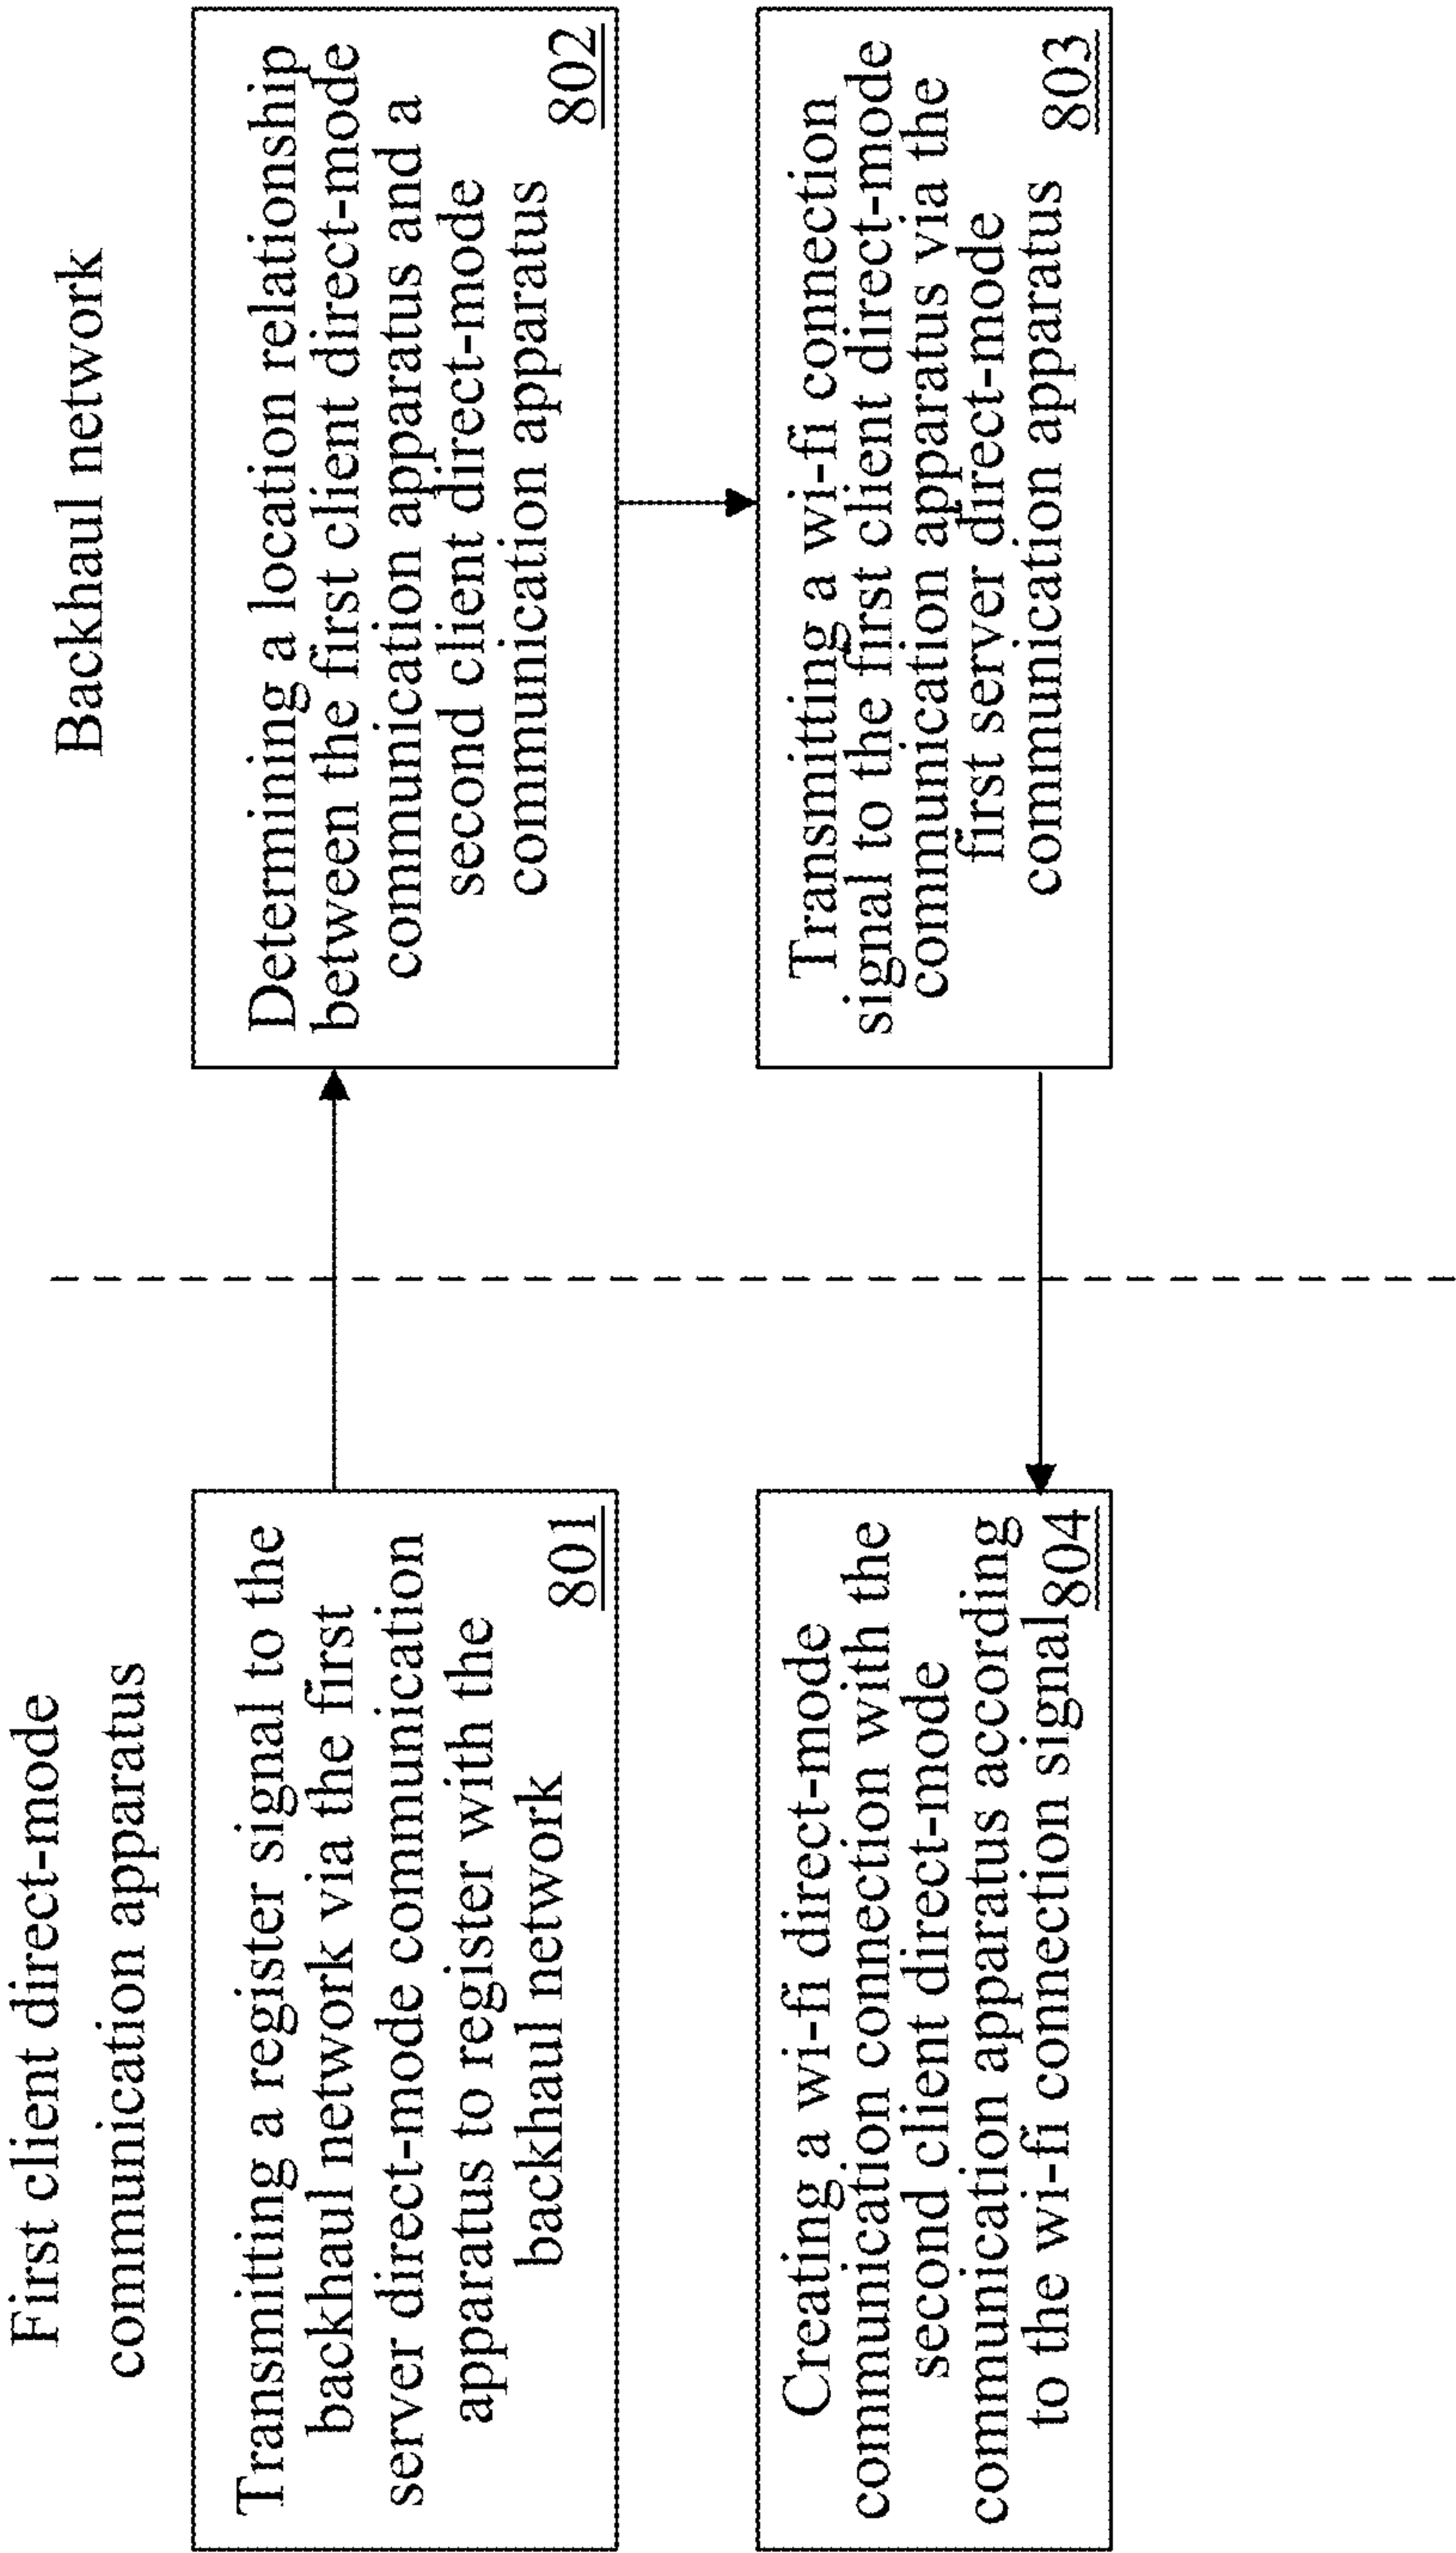 First client direct-mode
communication apparatus
Backhaul network
Transmitting a register signal to the
backhaul network via the first
server direct-mode communication
apparatus to register with the
backhaul network
801
Determining a location relationship
between the first client direct-mode
communication apparatus and a
second client direct-mode
communication apparatus
802
Transmitting a wi-fi connection
signal to the first client direct-mode
communication apparatus via the
first server direct-mode
communication apparatus
803
Creating a wi-fi direct-mode
communication connection with the
second client direct-mode
communication apparatus according
to the wi-fi connection signal
804